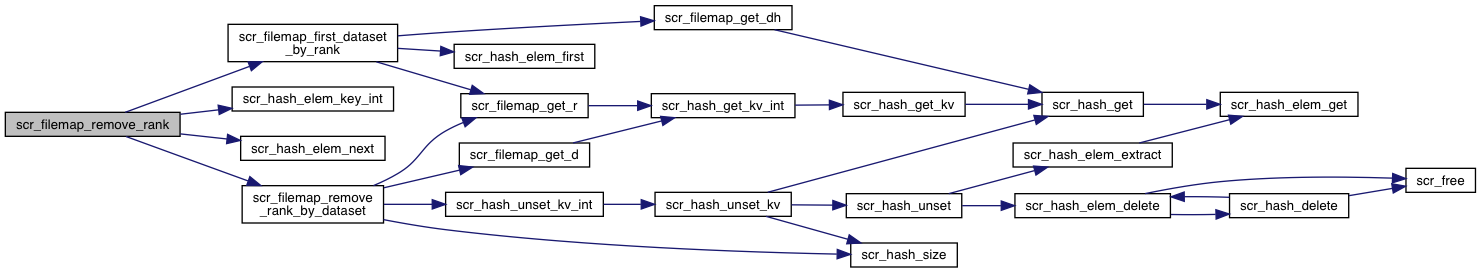 scr_filemap_remove_rank
scr_filemap_first_dataset
_by_rank
scr_hash_elem_key_int
scr_hash_elem_next
scr_filemap_remove
_rank_by_dataset
scr_filemap_get_dh
scr_hash_elem_first
scr_filemap_get_r
scr_filemap_get_d
scr_hash_unset_kv_int
scr_hash_get_kv_int
scr_hash_unset_kv
scr_hash_get_kv
scr_hash_unset
scr_hash_size
scr_hash_get
scr_hash_elem_extract
scr_hash_elem_delete
scr_hash_elem_get
scr_hash_delete
scr_free